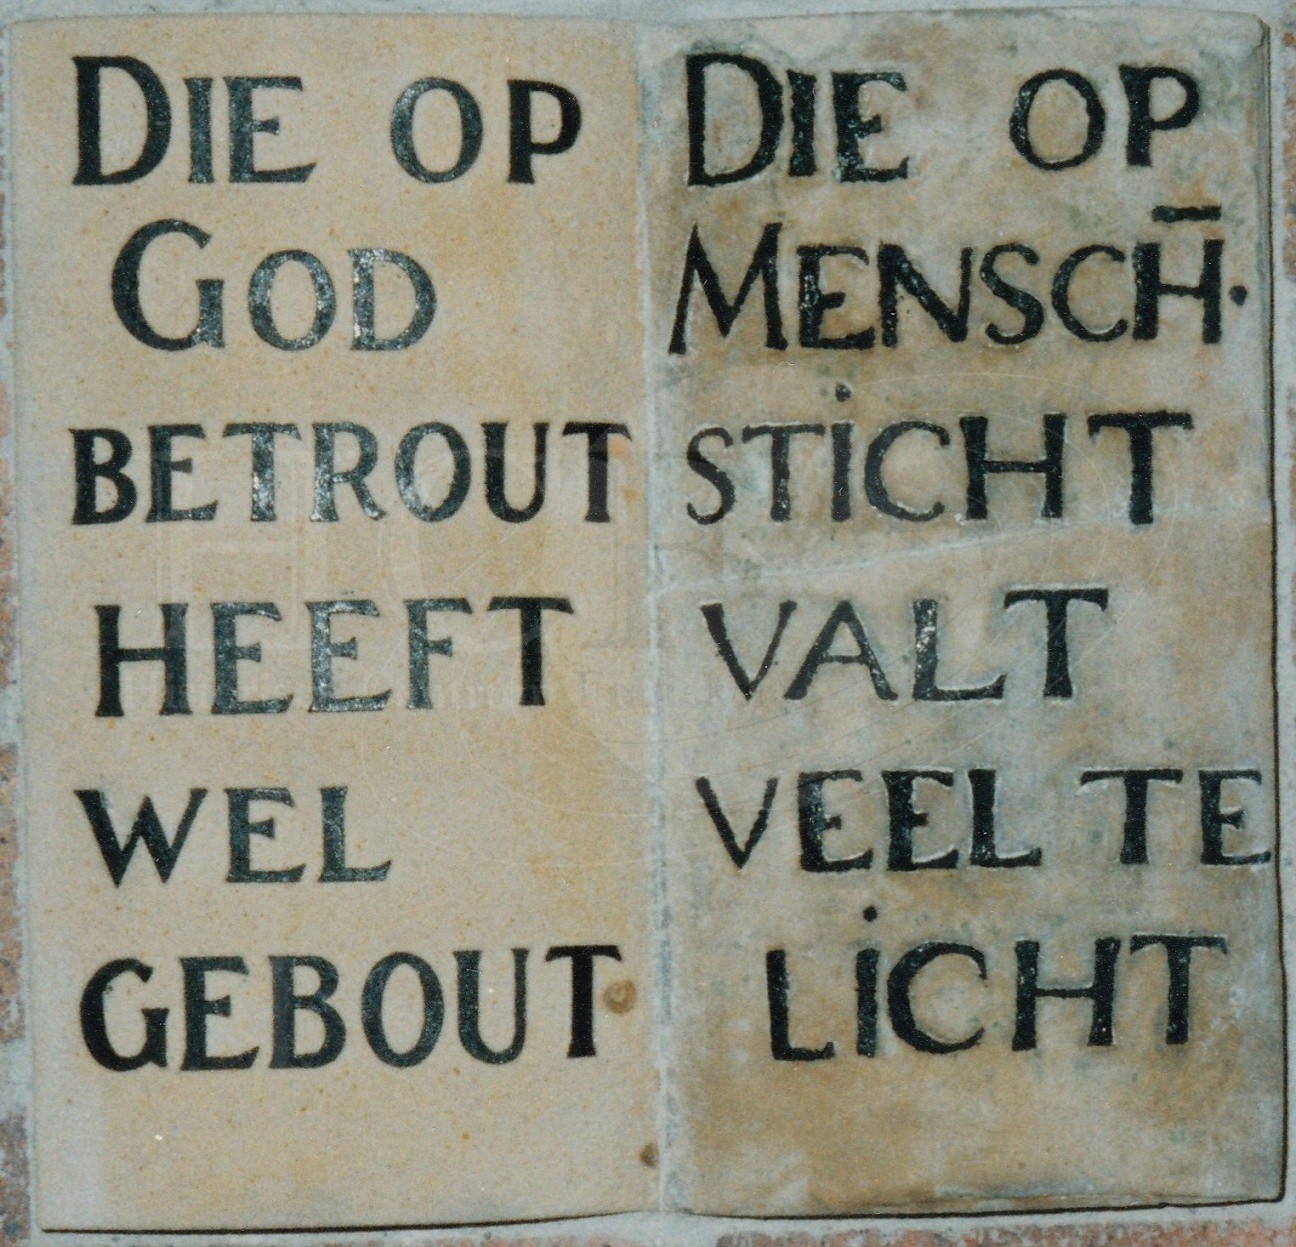 DIE OP
GOD
BETROUT
HEEFT
WEL
GEBOUT
DIE OP
MENSCH̄·
STICHT
VALT
VEEL TE
LICHT